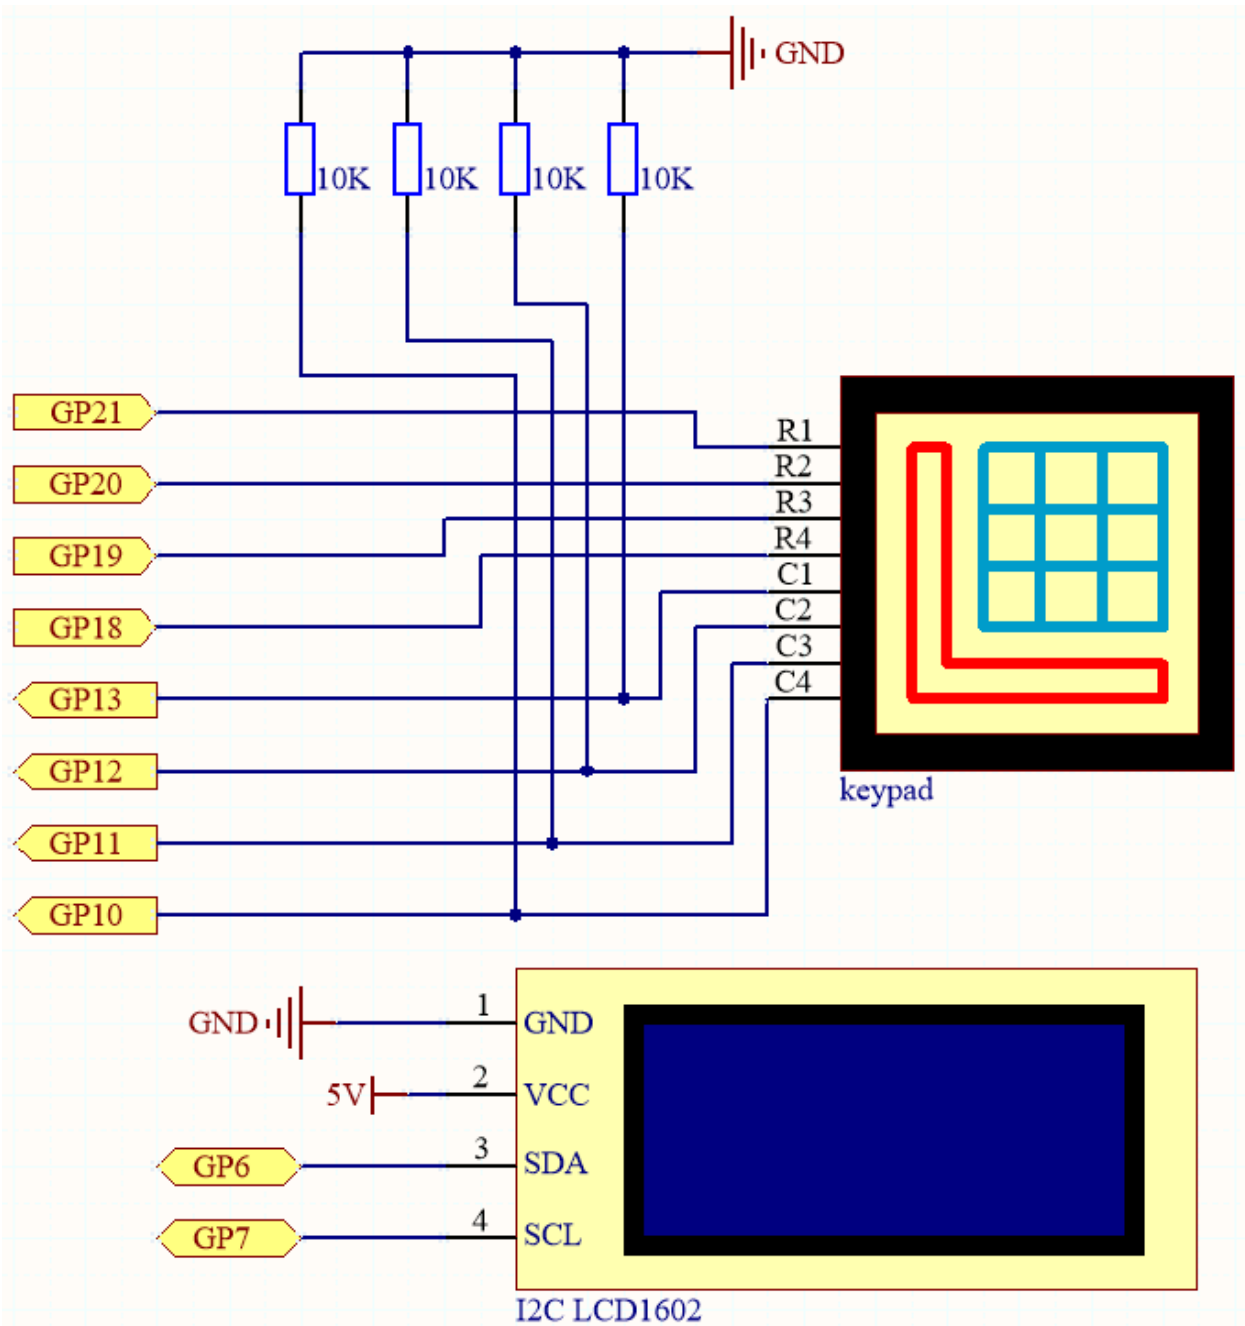 GND
10K 10K 10K 10K
GP21
R1
GP20
R2
R3
GP19
R4
C1
GP18
C2
C3
GP13
C4
GP12
keypad
GP11
GP10
1
GND GND
2
5V VCC
3
GP6 SDA
4
GP7 SCL
I2C LCD1602